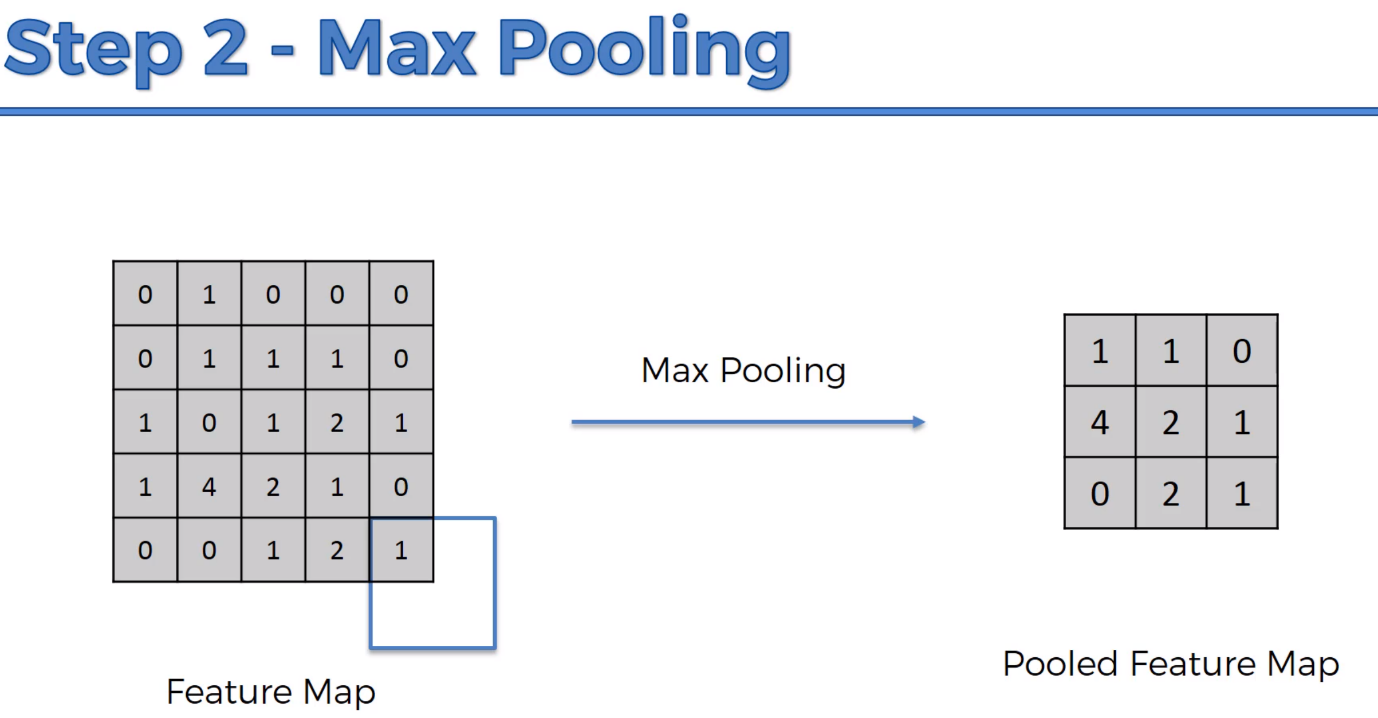 Step 2 - Max Pooling
0 1 0 0 0
0 1 1 1 0
1 0 1 2 1
1 4 2 1 0
0 0 1 2 1
Feature Map
Max Pooling
1 1 0
4 2 1
0 2 1
Pooled Feature Map